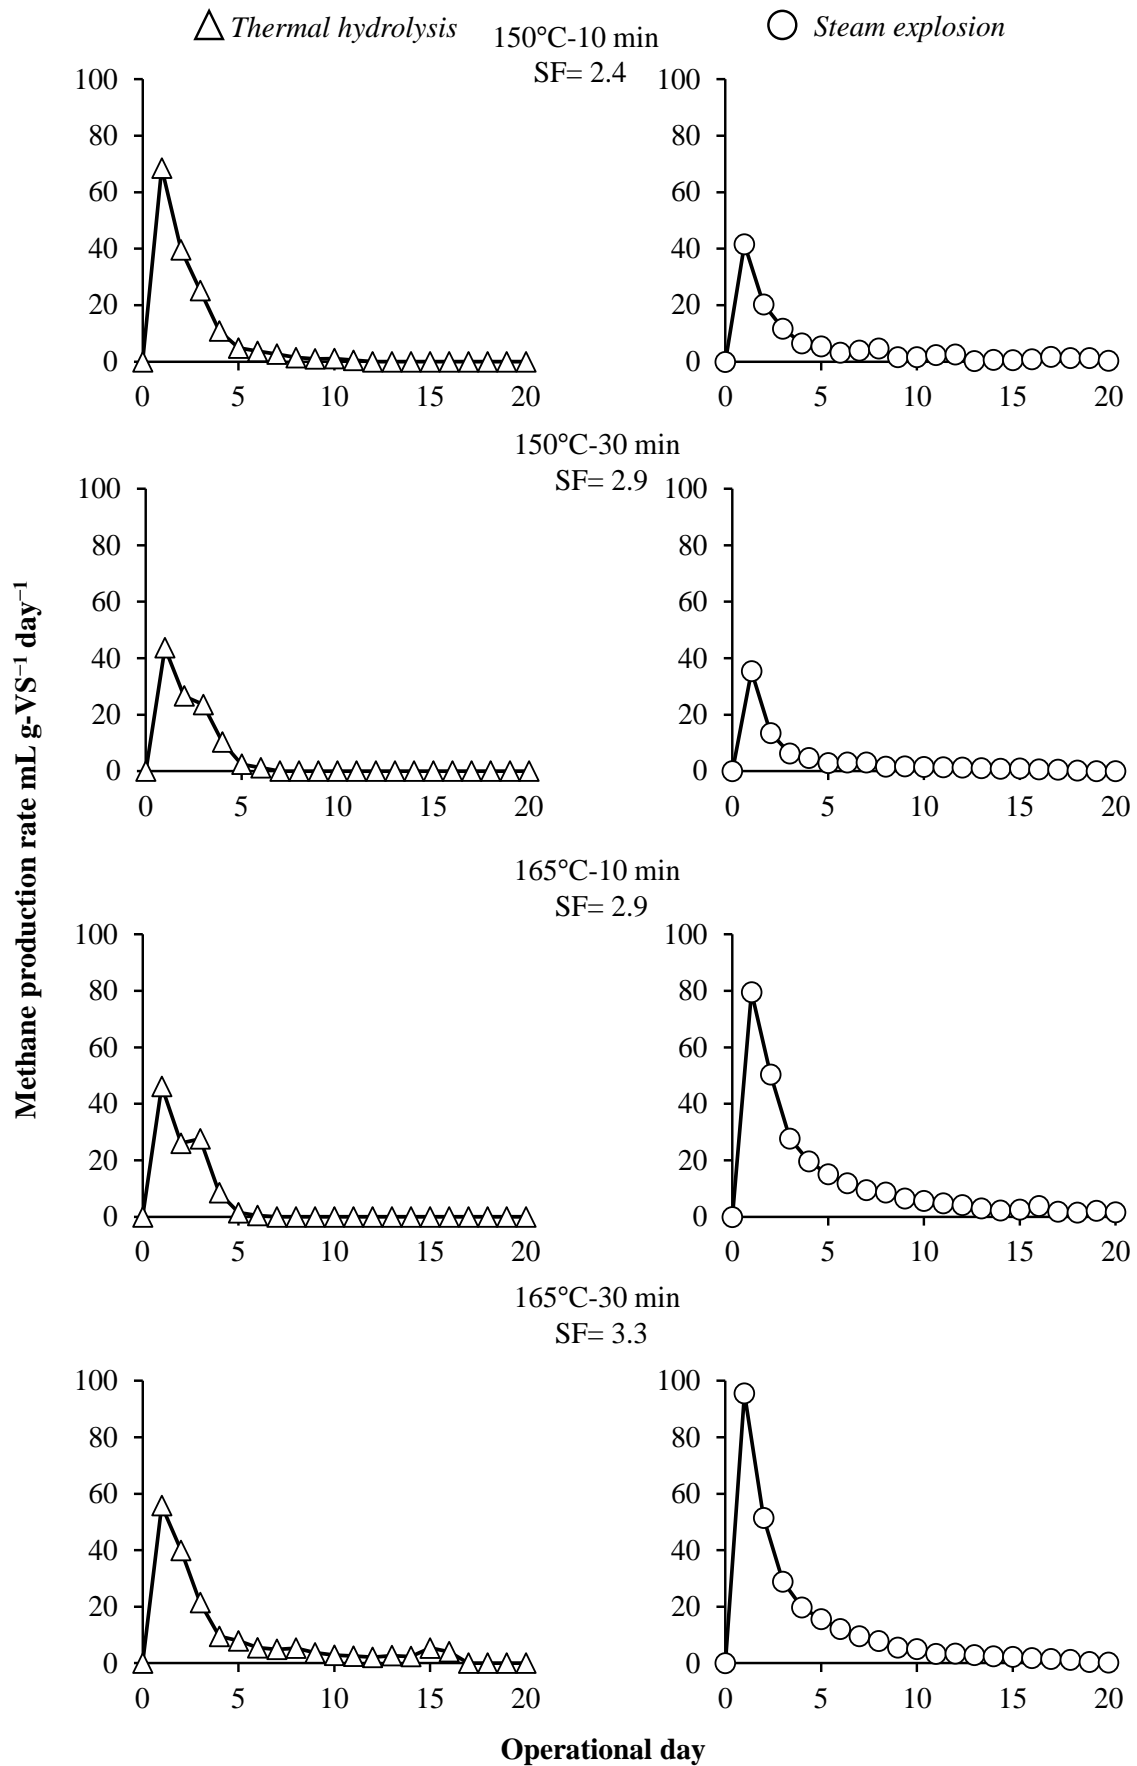 Thermal hydrolysis
150°C-10 min
SF= 2.4
Steam explosion
100
80
60
40
20
0
0 5 10 15 20
100
80
60
40
20
0
0 5 10 15 20
150°C-30 min
SF= 2.9
100
80
60
40
20
0
0 5 10 15 20
100
80
60
40
20
0
0 5 10 15 20
165°C-10 min
SF= 2.9
100
80
60
40
20
0
0 5 10 15 20
100
80
60
40
20
0
0 5 10 15 20
165°C-30 min
SF= 3.3
100
80
60
40
20
0
0 5 10 15 20
100
80
60
40
20
0
0 5 10 15 20
Methane production rate mL g-VS⁻¹ day⁻¹
Operational day